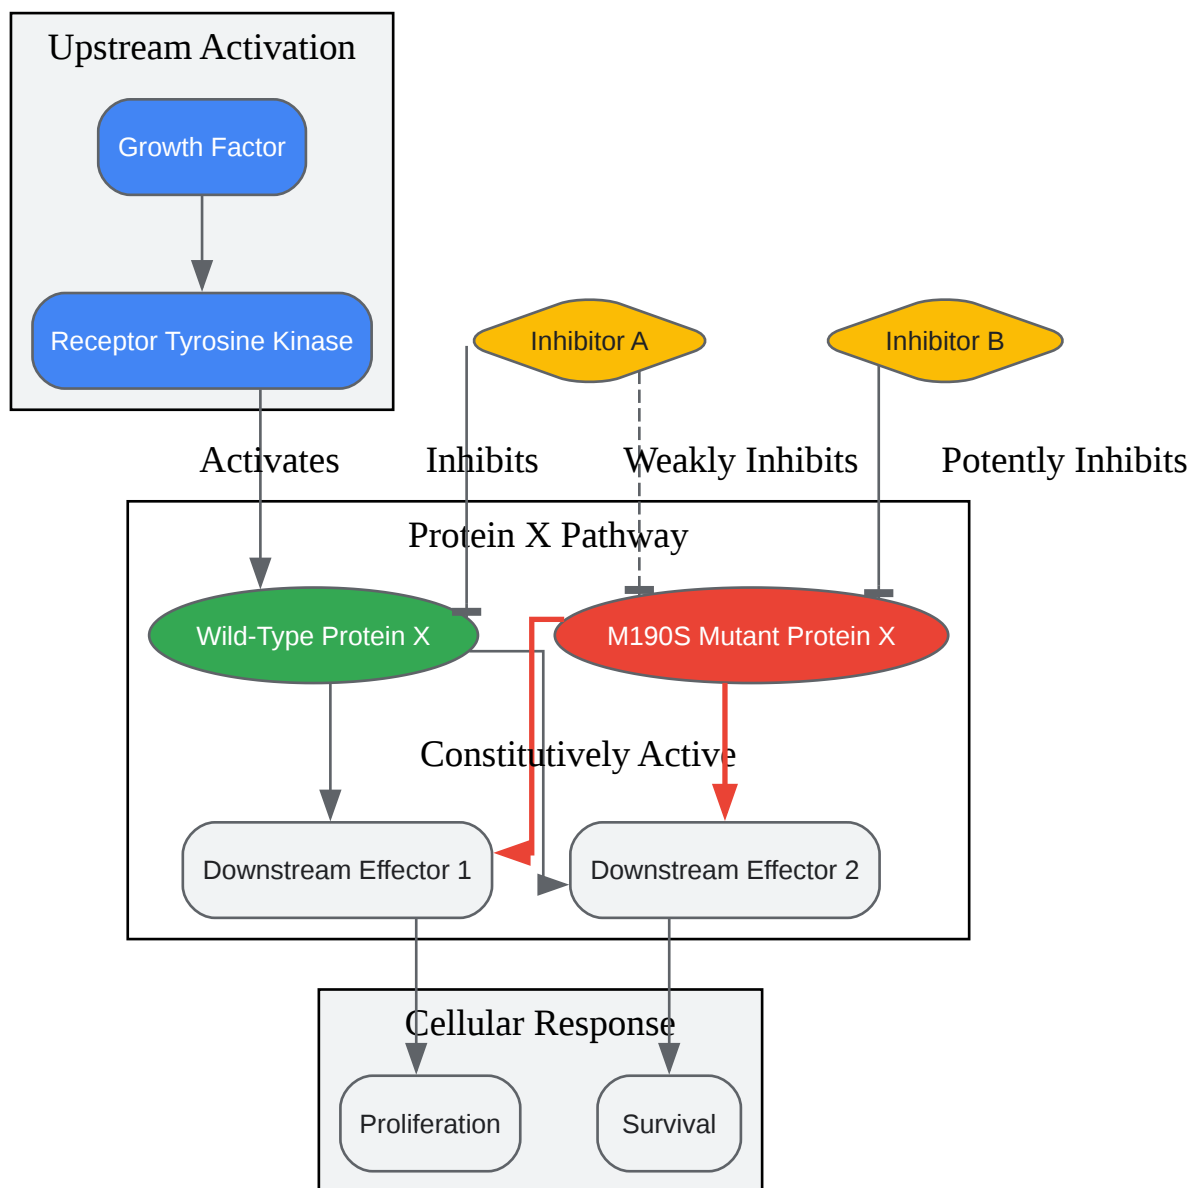 Upstream Activation
Growth Factor
Receptor Tyrosine Kinase
Inhibitor A
Inhibitor B
Activates
Inhibits
Weakly Inhibits
Potently Inhibits
Protein X Pathway
Wild-Type Protein X
M190S Mutant Protein X
Constitutively Active
Downstream Effector 1
Downstream Effector 2
Cellular Response
Proliferation
Survival